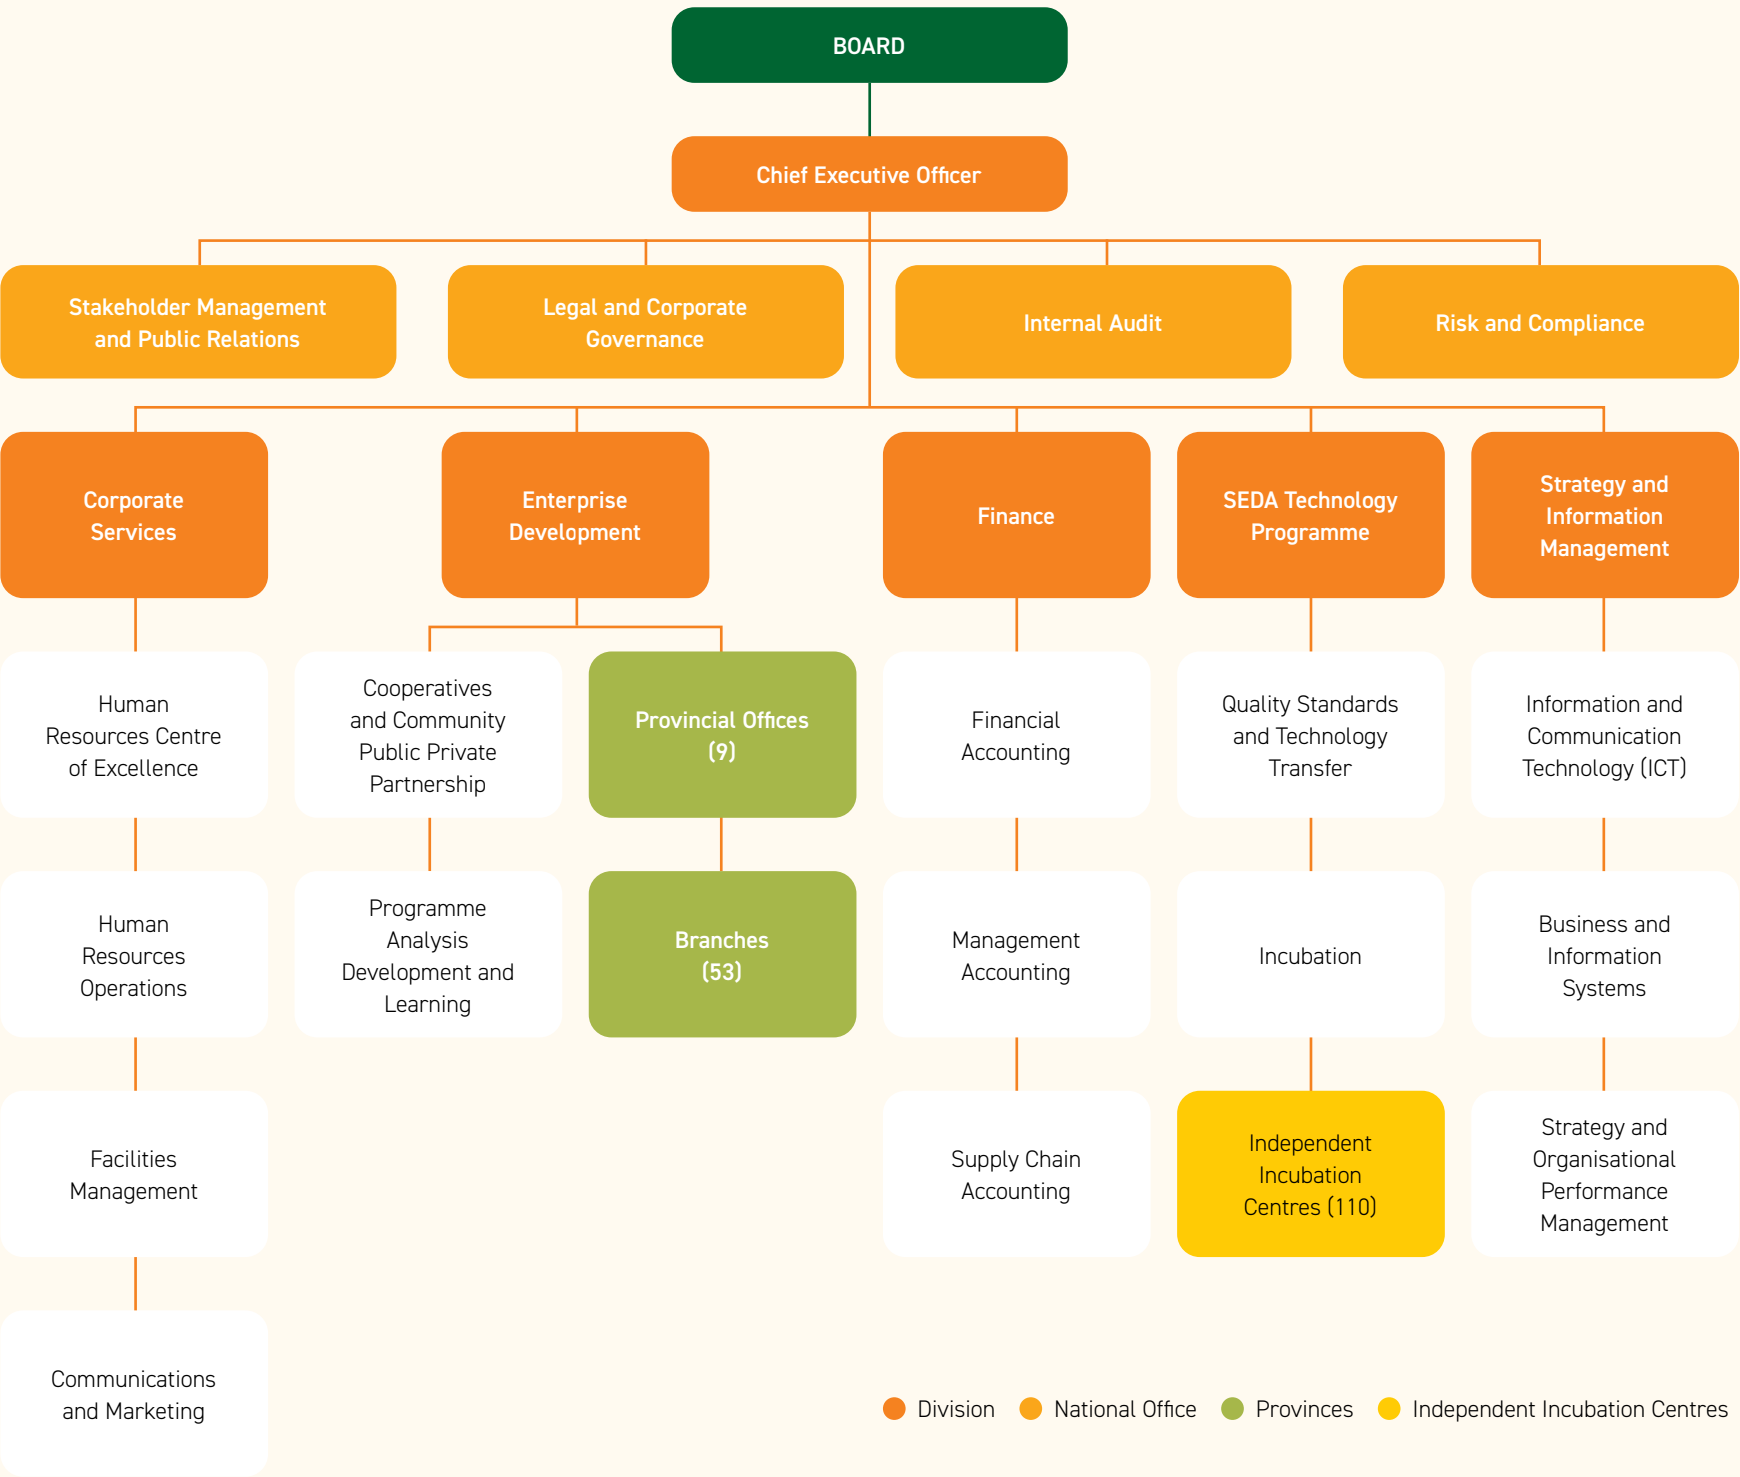 BOARD
Chief Executive Officer
Stakeholder Management
and Public Relations
Legal and Corporate
Governance
Internal Audit
Risk and Compliance
Corporate
Services
Enterprise
Development
Finance
SEDA Technology
Programme
Strategy and
Information
Management
Human
Resources Centre
of Excellence
Cooperatives
and Community
Public Private
Partnership
Provincial Offices
(9)
Financial
Accounting
Quality Standards
and Technology
Transfer
Information and
Communication
Technology (ICT)
Human
Resources
Operations
Programme
Analysis
Development and
Learning
Branches
(53)
Management
Accounting
Incubation
Business and
Information
Systems
Facilities
Management
Supply Chain
Accounting
Independent
Incubation
Centres (110)
Strategy and
Organisational
Performance
Management
Communications
and Marketing
Division
National Office
Provinces
Independent Incubation Centres